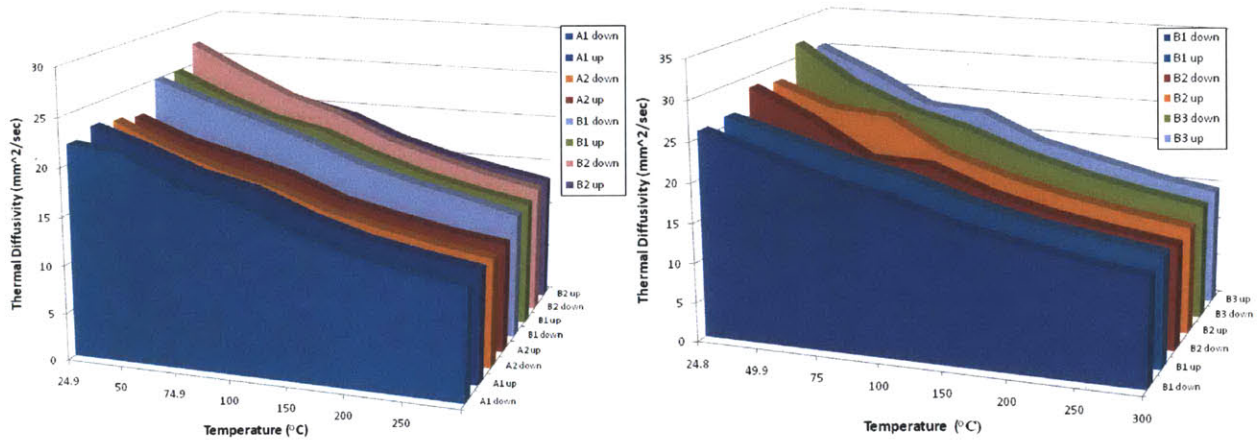 30
25
20
15
10
5
0
Thermal Diffusivity (mm^2/sec)
24.9
50
74.9
100
150
200
250
Temperature (°C)
A1 down
A1 up
A2 down
A2 up
B1 down
B1 up
B2 down
B2 up
B2 up
B2 down
B1 up
B1 down
A2 up
A2 down
A1 up
A1 down
35
30
25
20
15
10
5
0
Thermal Diffusivity (mm^2/sec)
24.8
49.9
75
100
150
200
250
300
Temperature (°C)
B1 down
B1 up
B2 down
B2 up
B3 down
B3 up
B3 up
B3 down
B2 up
B2 down
B1 up
B1 down